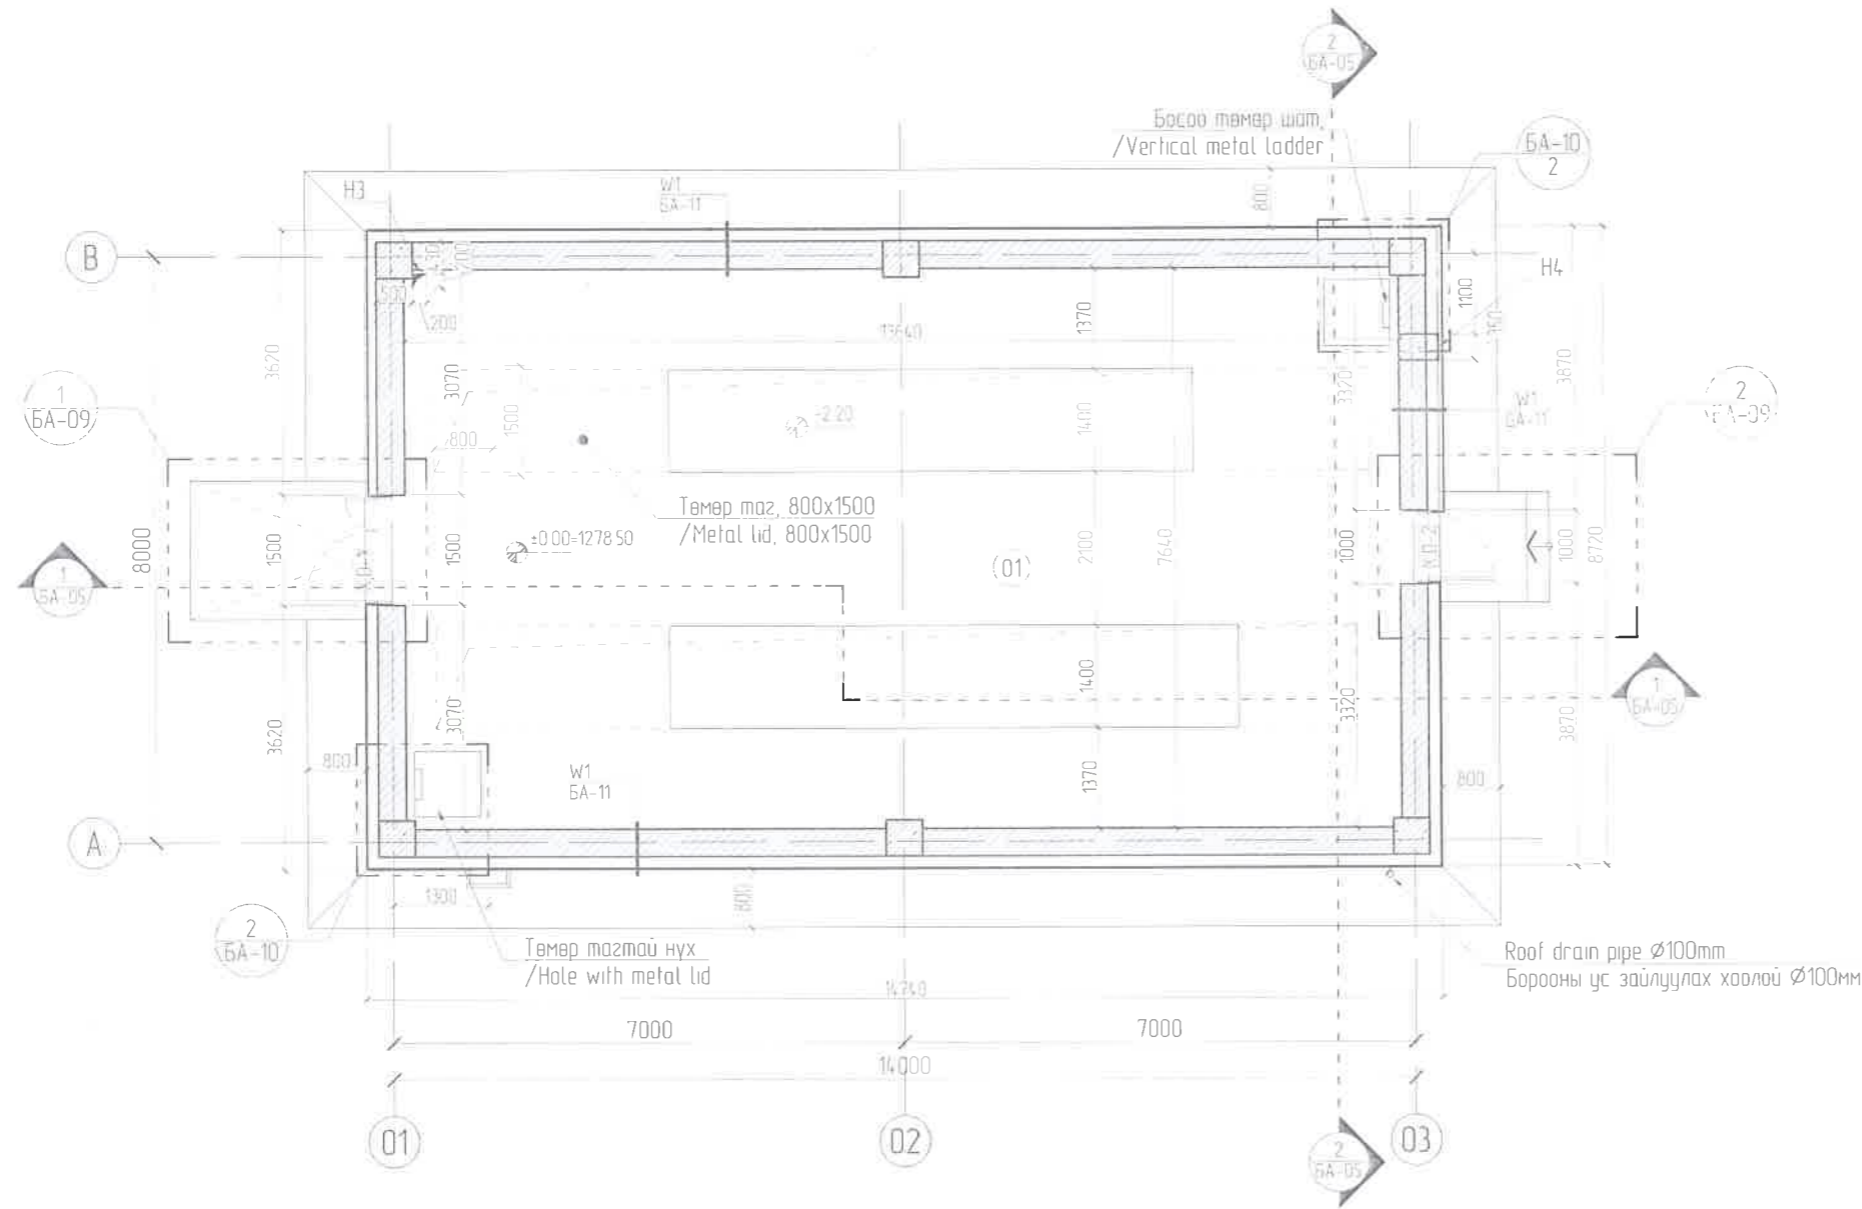 2
БА-05
Босоо төмөр шат,
/Vertical metal ladder
БА-10
2
H3
W1
БА-11
800
B
H4
500
200
13640
1370
1100
3620
3070
1500
1400
-2.20
3320
3870
1
БА-09
W1
БА-11
2
800
Төмөр таг, 800x1500
/Metal lid, 800x1500
±0.00=1278.50
8000
1500
1500
2100
7640
(01)
1000
1000
8720
1
БА-05
1400
3320
1
БА-05
3620
3070
3870
800
W1
БА-11
1370
800
A
1300
800
2
БА-10
Төмөр тагтай нүх
/Hole with metal lid
Roof drain pipe Ø100mm
Борооны ус зайлуулах хоолой Ø100мм
14740
7000
7000
14000
01
02
03
2
БА-05